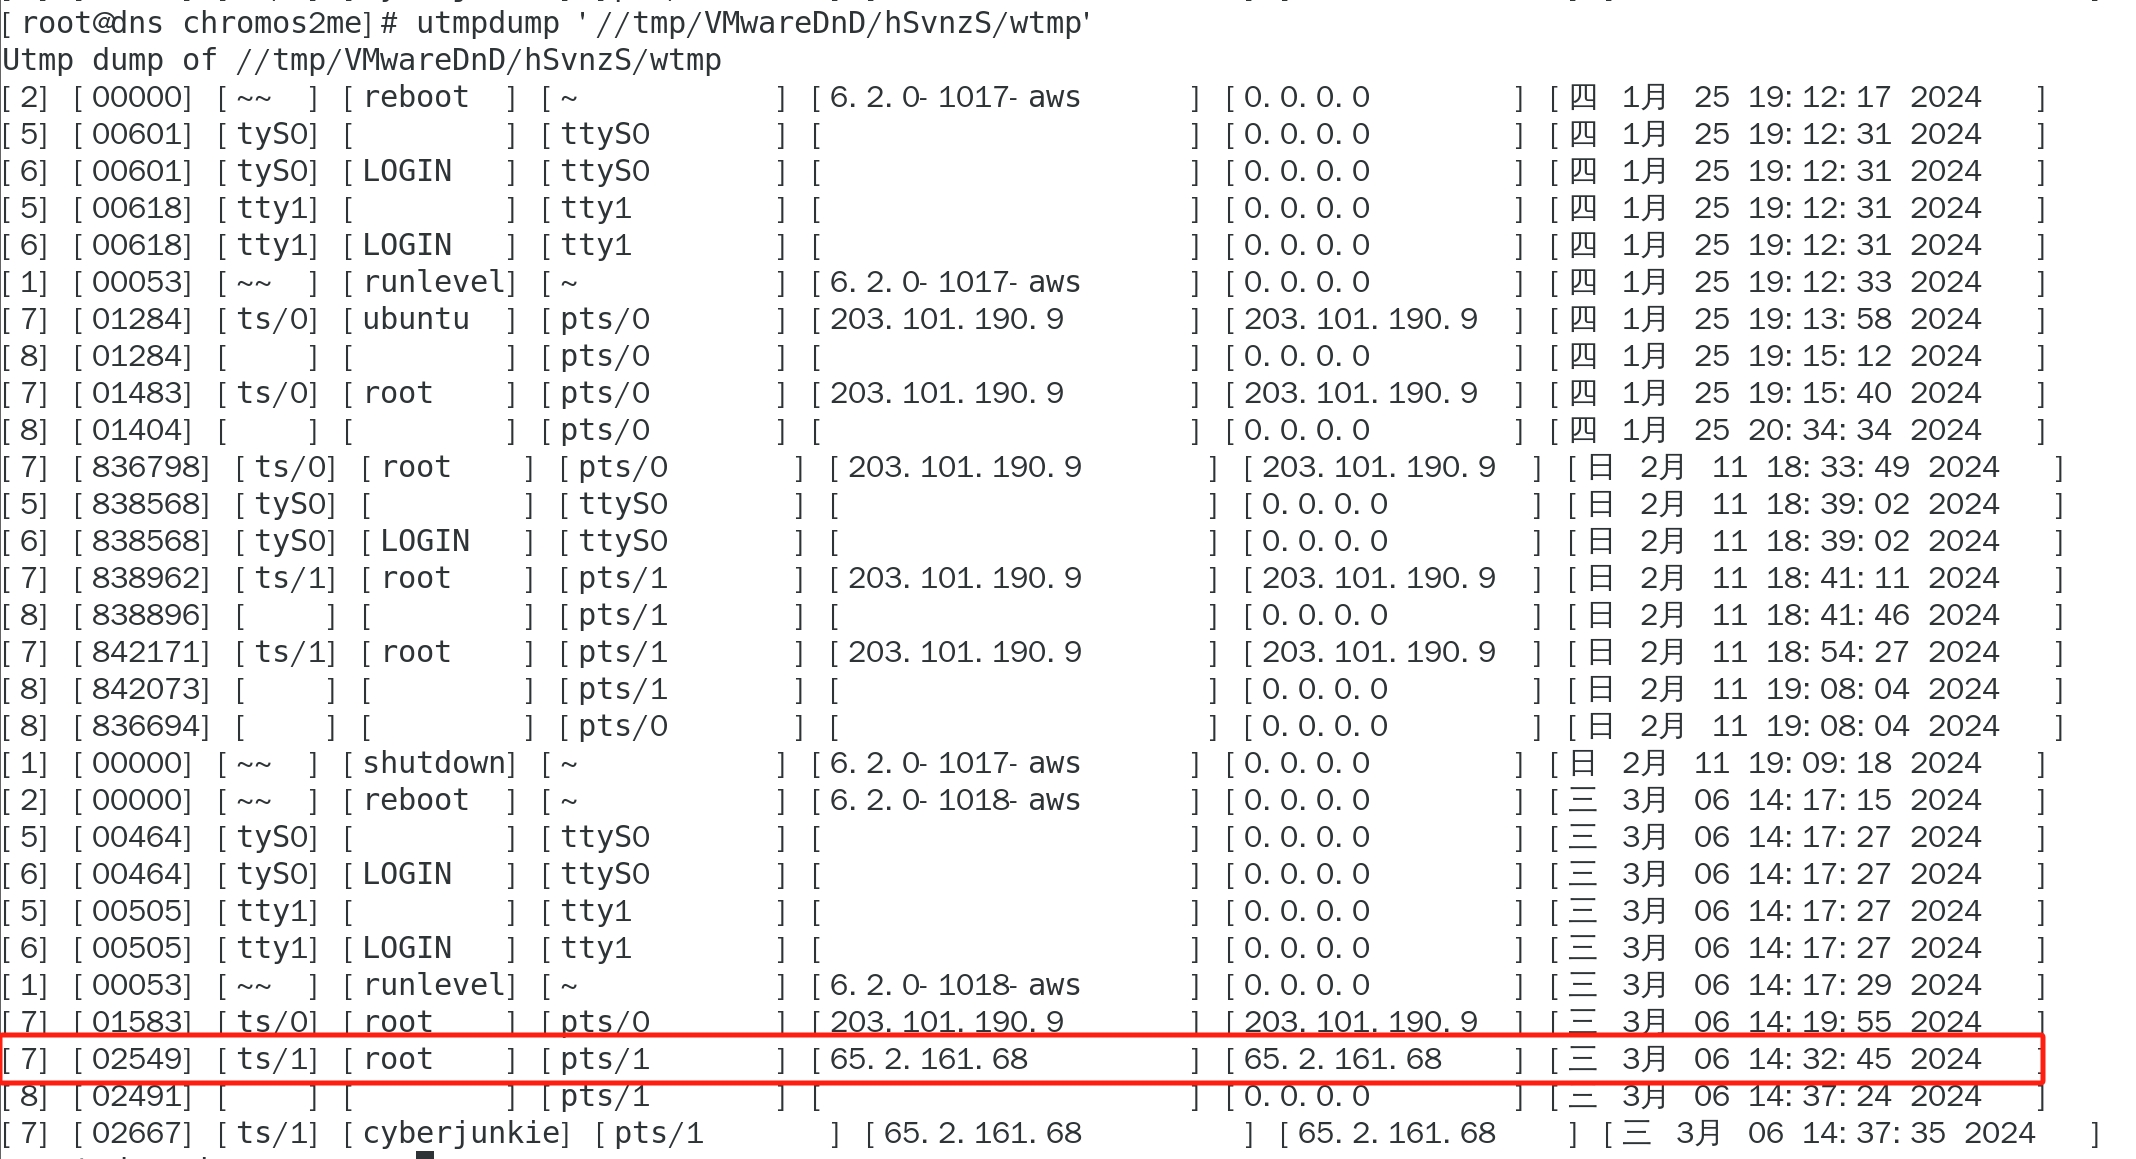 [root@dns chromos2me]# utmpdump '//tmp/VMwareDnD/hSvnzS/wtmp'
Utmp dump of //tmp/VMwareDnD/hSvnzS/wtmp
[2] [00000] [~~  ] [reboot  ] [~           ] [6.2.0-1017-aws      ] [0.0.0.0        ] [四 1月 25 19:12:17 2024   ]
[5] [00601] [tyS0] [        ] [ttyS0       ] [                    ] [0.0.0.0        ] [四 1月 25 19:12:31 2024   ]
[6] [00601] [tyS0] [LOGIN   ] [ttyS0       ] [                    ] [0.0.0.0        ] [四 1月 25 19:12:31 2024   ]
[5] [00618] [tty1] [        ] [tty1        ] [                    ] [0.0.0.0        ] [四 1月 25 19:12:31 2024   ]
[6] [00618] [tty1] [LOGIN   ] [tty1        ] [                    ] [0.0.0.0        ] [四 1月 25 19:12:31 2024   ]
[1] [00053] [~~  ] [runlevel] [~           ] [6.2.0-1017-aws      ] [0.0.0.0        ] [四 1月 25 19:12:33 2024   ]
[7] [01284] [ts/0] [ubuntu  ] [pts/0       ] [203.101.190.9       ] [203.101.190.9  ] [四 1月 25 19:13:58 2024   ]
[8] [01284] [    ] [        ] [pts/0       ] [                    ] [0.0.0.0        ] [四 1月 25 19:15:12 2024   ]
[7] [01483] [ts/0] [root    ] [pts/0       ] [203.101.190.9       ] [203.101.190.9  ] [四 1月 25 19:15:40 2024   ]
[8] [01404] [    ] [        ] [pts/0       ] [                    ] [0.0.0.0        ] [四 1月 25 20:34:34 2024   ]
[7] [836798] [ts/0] [root    ] [pts/0       ] [203.101.190.9       ] [203.101.190.9  ] [日 2月 11 18:33:49 2024   ]
[5] [838568] [tyS0] [        ] [ttyS0       ] [                    ] [0.0.0.0        ] [日 2月 11 18:39:02 2024   ]
[6] [838568] [tyS0] [LOGIN   ] [ttyS0       ] [                    ] [0.0.0.0        ] [日 2月 11 18:39:02 2024   ]
[7] [838962] [ts/1] [root    ] [pts/1       ] [203.101.190.9       ] [203.101.190.9  ] [日 2月 11 18:41:11 2024   ]
[8] [838896] [    ] [        ] [pts/1       ] [                    ] [0.0.0.0        ] [日 2月 11 18:41:46 2024   ]
[7] [842171] [ts/1] [root    ] [pts/1       ] [203.101.190.9       ] [203.101.190.9  ] [日 2月 11 18:54:27 2024   ]
[8] [842073] [    ] [        ] [pts/1       ] [                    ] [0.0.0.0        ] [日 2月 11 19:08:04 2024   ]
[8] [836694] [    ] [        ] [pts/0       ] [                    ] [0.0.0.0        ] [日 2月 11 19:08:04 2024   ]
[1] [00000] [~~  ] [shutdown] [~           ] [6.2.0-1017-aws      ] [0.0.0.0        ] [日 2月 11 19:09:18 2024   ]
[2] [00000] [~~  ] [reboot  ] [~           ] [6.2.0-1018-aws      ] [0.0.0.0        ] [三 3月 06 14:17:15 2024   ]
[5] [00464] [tyS0] [        ] [ttyS0       ] [                    ] [0.0.0.0        ] [三 3月 06 14:17:27 2024   ]
[6] [00464] [tyS0] [LOGIN   ] [ttyS0       ] [                    ] [0.0.0.0        ] [三 3月 06 14:17:27 2024   ]
[5] [00505] [tty1] [        ] [tty1        ] [                    ] [0.0.0.0        ] [三 3月 06 14:17:27 2024   ]
[6] [00505] [tty1] [LOGIN   ] [tty1        ] [                    ] [0.0.0.0        ] [三 3月 06 14:17:27 2024   ]
[1] [00053] [~~  ] [runlevel] [~           ] [6.2.0-1018-aws      ] [0.0.0.0        ] [三 3月 06 14:17:29 2024   ]
[7] [01583] [ts/0] [root    ] [pts/0       ] [203.101.190.9       ] [203.101.190.9  ] [三 3月 06 14:19:55 2024   ]
[7] [02549] [ts/1] [root    ] [pts/1       ] [65.2.161.68         ] [65.2.161.68    ] [三 3月 06 14:32:45 2024   ]
[8] [02491] [    ] [        ] [pts/1       ] [                    ] [0.0.0.0        ] [三 3月 06 14:37:24 2024   ]
[7] [02667] [ts/1] [cyberjunkie] [pts/1       ] [65.2.161.68         ] [65.2.161.68    ] [三 3月 06 14:37:35 2024   ]